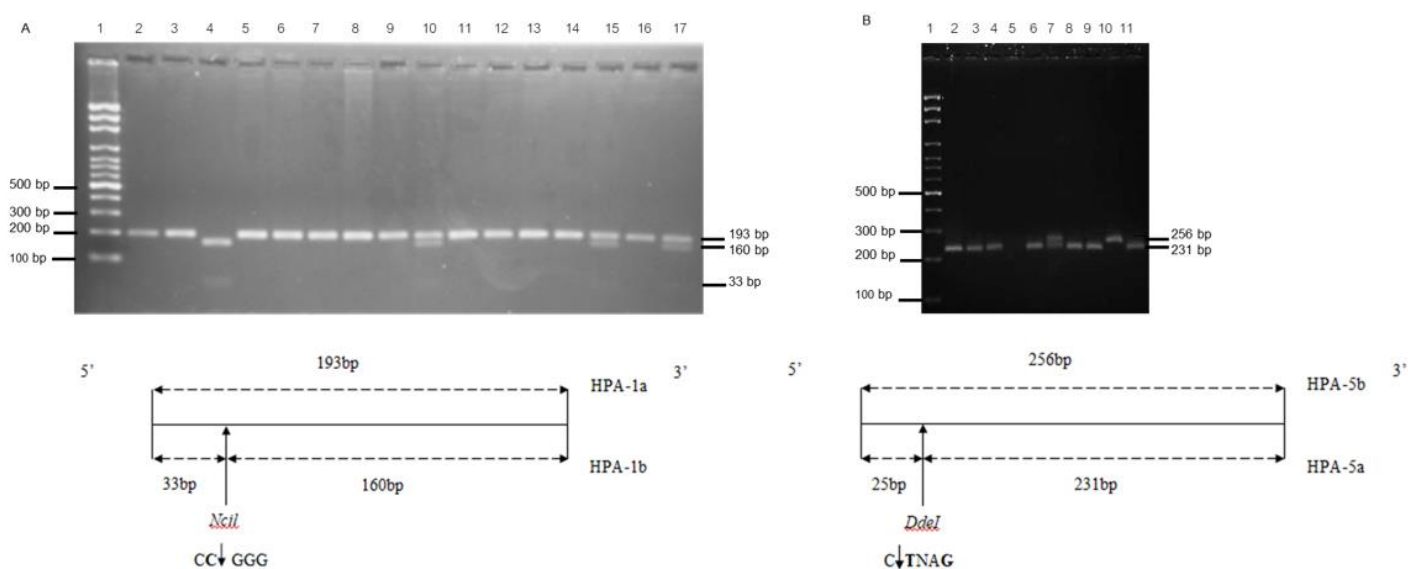 A 1 2 3 4 5 6 7 8 9 10 11 12 13 14 15 16 17
500 bp
300 bp
200 bp
100 bp
193 bp
160 bp
33 bp
B 1 2 3 4 5 6 7 8 9 10 11
500 bp
300 bp
200 bp
100 bp
256 bp
231 bp
5’ 193bp 3’
HPA-1a
HPA-1b
33bp 160bp
NciI
CC GGG
5’ 256bp 3’
HPA-5b
HPA-5a
25bp 231bp
DdeI
C TNAG